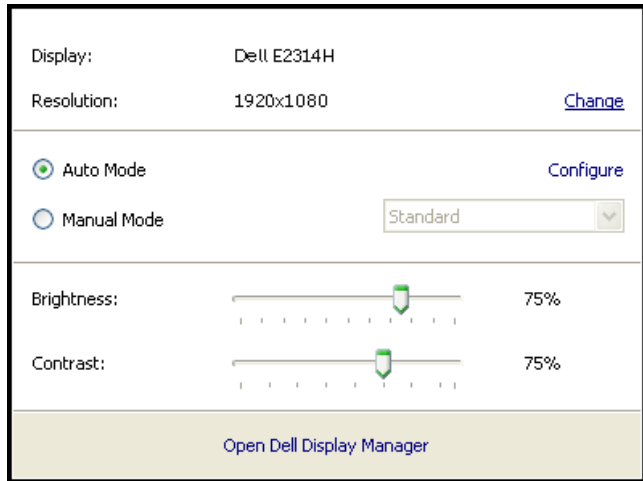 Display: Dell E2314H
Resolution: 1920x1080 Change
Auto Mode Configure
Manual Mode Standard
Brightness: 75%
Contrast: 75%
Open Dell Display Manager